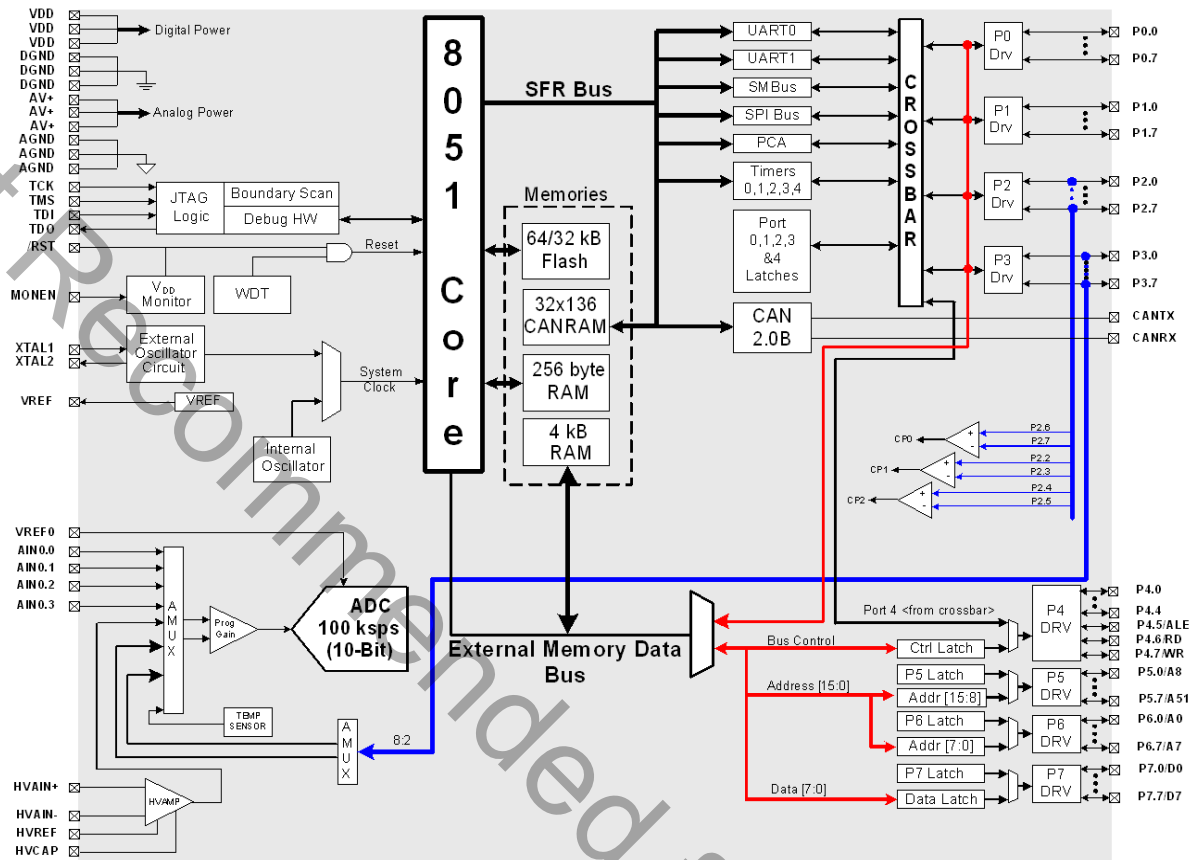 VDD
VDD
VDD
Digital Power
DGND
DGND
DGND
AV+
AV+
AV+
Analog Power
AGND
AGND
AGND
TCK
TMS
TDI
TDO
JTAG
Logic
Boundary Scan
Debug HW
/RST
Reset
MONEN
VDD
Monitor
WDT
XTAL1
XTAL2
External
Oscillator
Circuit
System
Clock
VREF
VREF
Internal
Oscillator
8051 Core
SFR Bus
Memories
64/32 kB
Flash
32x136
CANRAM
256 byte
RAM
4 kB
RAM
UART0
UART1
SMBus
SPI Bus
PCA
Timers
0,1,2,3,4
Port
0,1,2,3
&4
Latches
CAN
2.0B
CROSSBAR
P0
Drv
P0.0
P0.7
P1
Drv
P1.0
P1.7
P2
Drv
P2.0
P2.7
P3
Drv
P3.0
P3.7
CANTX
CANRX
CP0
+
-
P2.6
P2.7
CP1
+
-
P2.2
P2.3
CP2
+
-
P2.4
P2.5
VREF0
AIN0.0
AIN0.1
AIN0.2
AIN0.3
AMUX
Prog
Gain
ADC
100 ksps
(10-Bit)
TEMP
SENSOR
AMUX
8:2
HVAIN+
HVAIN-
HVREF
HVCAP
HVAMP
External Memory Data
Bus
Port 4 <from crossbar>
Bus Control
Ctrl Latch
P4
DRV
P4.0
P4.4
P4.5/ALE
P4.6/RD
P4.7/WR
Address [15:0]
P5 Latch
Addr [15:8]
P5
DRV
P5.0/A8
P5.7/A51
P6 Latch
Addr [7:0]
P6
DRV
P6.0/A0
P6.7/A7
Data [7:0]
P7 Latch
Data Latch
P7
DRV
P7.0/D0
P7.7/D7
Recommended